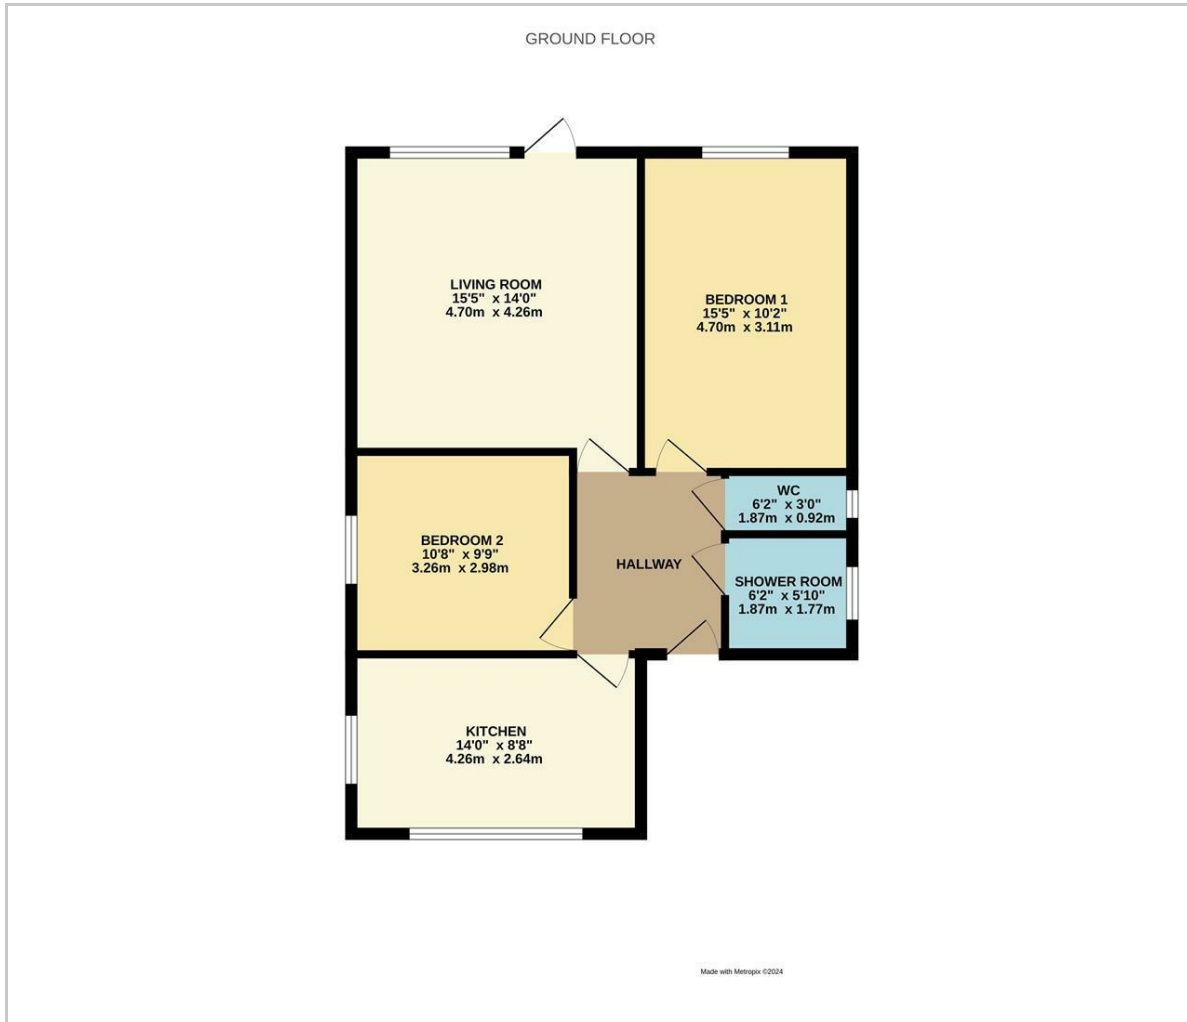 GROUND FLOOR
LIVING ROOM
15'5" x 14'0"
4.70m x 4.26m
BEDROOM 1
15'5" x 10'2"
4.70m x 3.11m
WC
6'2" x 3'0"
1.87m x 0.92m
BEDROOM 2
10'8" x 9'9"
3.26m x 2.98m
HALLWAY
SHOWER ROOM
6'2" x 5'10"
1.87m x 1.77m
KITCHEN
14'0" x 8'8"
4.26m x 2.64m
Made with Metropix ©2024